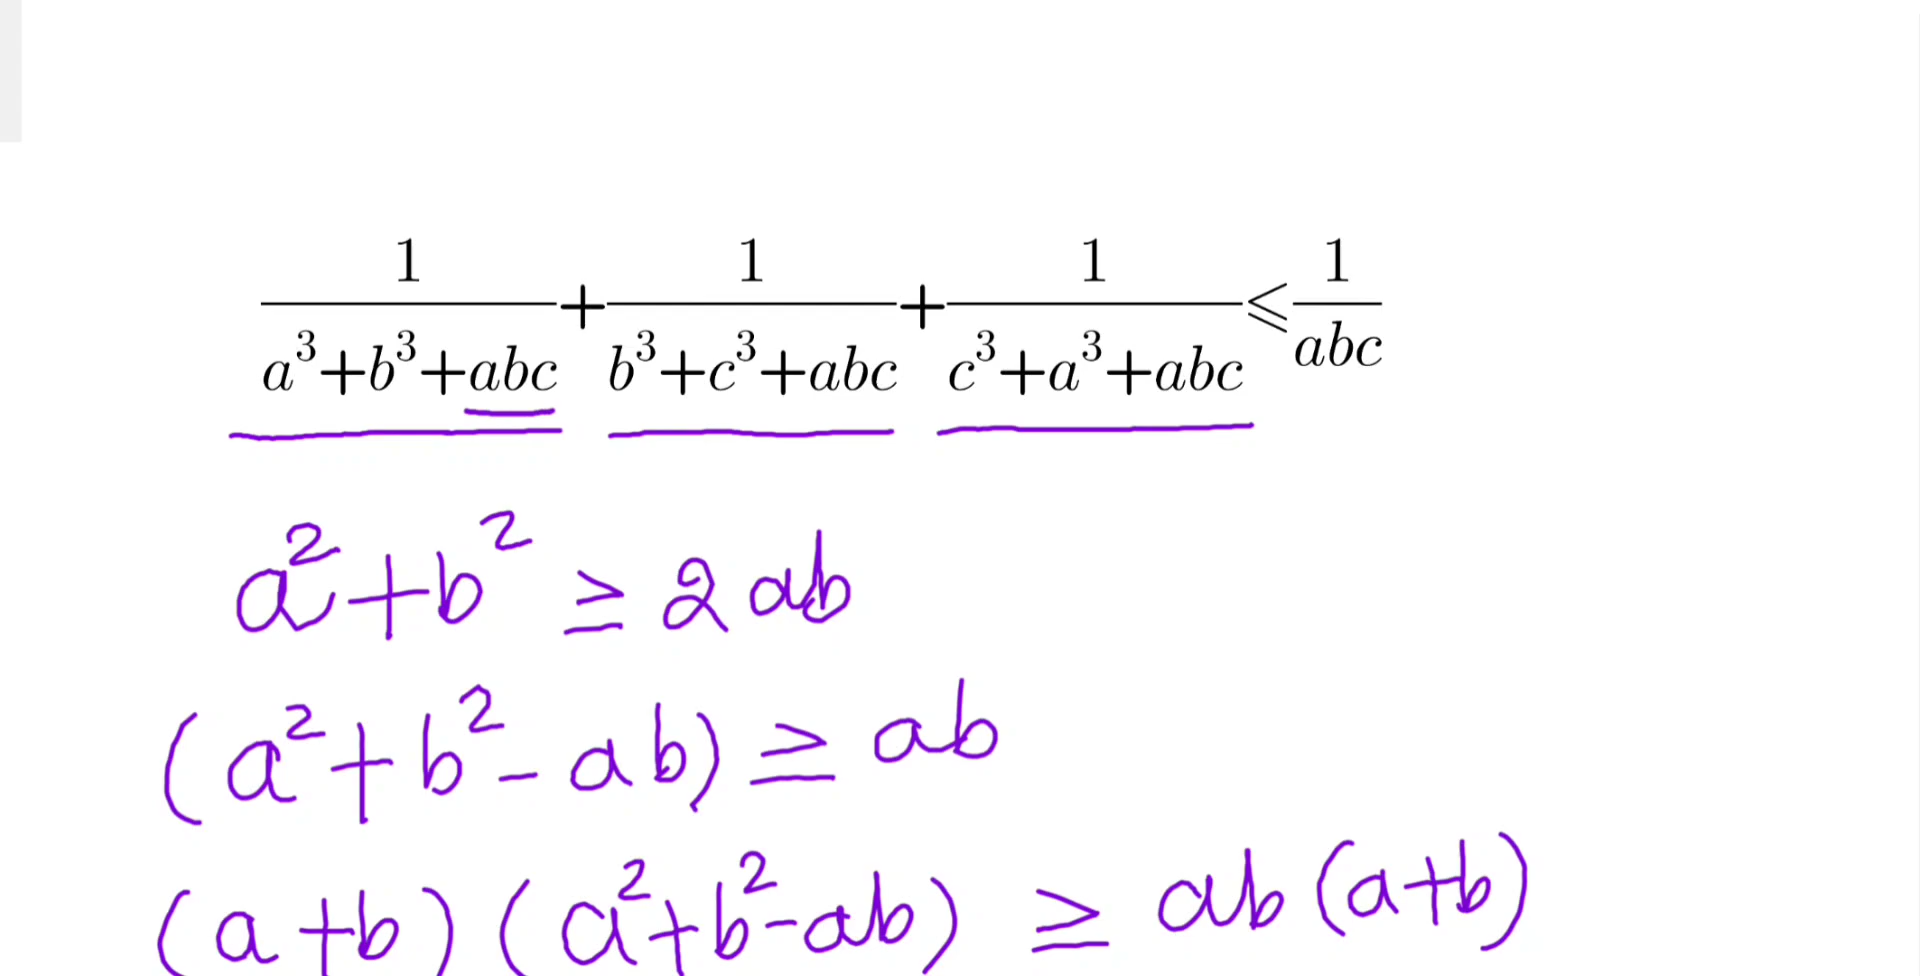 1/(a³+b³+abc) + 1/(b³+c³+abc) + 1/(c³+a³+abc) ⩽ 1/(abc)
a² + b² ≥ 2ab
(a² + b² - ab) ≥ ab
(a+b)(a²+b²-ab) ≥ ab(a+b)